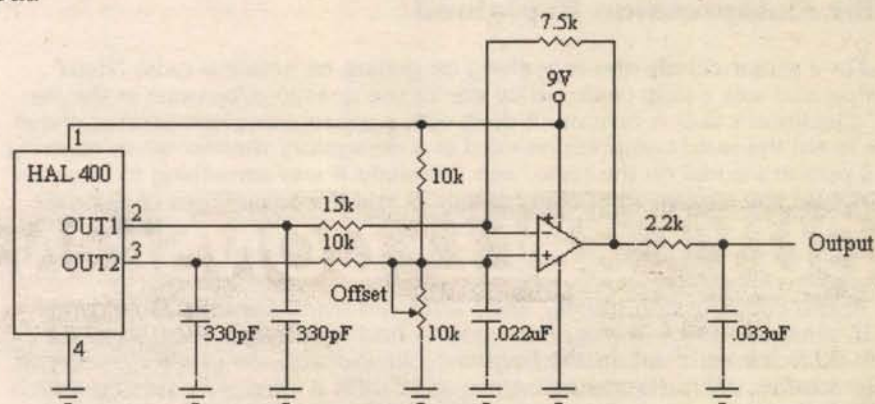 7.5k
9V
1
HAL 400
10k
15k
OUT1 2
10k
2.2k
OUT2 3
Output
Offset
330pF 330pF 10k .022uF .033uF
4